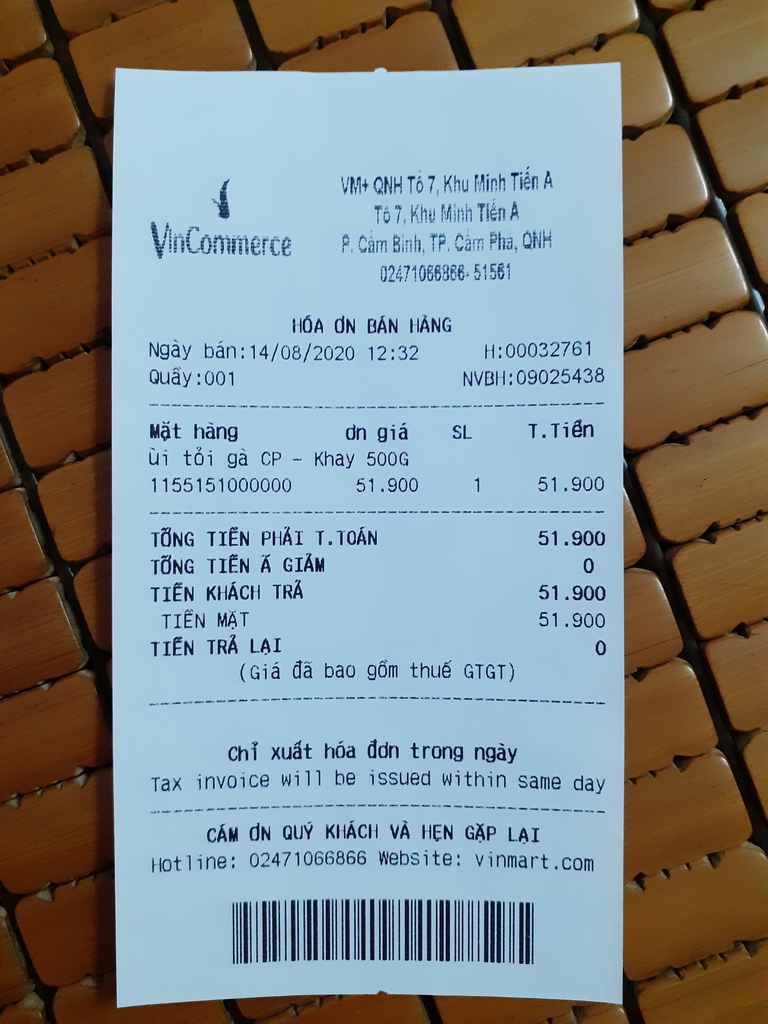 VinCommerce
VM+ QNH Tổ 7, Khu Minh Tiến A
Tổ 7, Khu Minh Tiến A
P. Cẩm Bình, TP. Cẩm Phả, QNH
02471066866-51561
HÓA ƠN BÁN HÀNG
Ngày bán:14/08/2020 12:32 H:00032761
Quầy:001 NVBH:09025438
Mặt hàng ơn giá SL T.Tiền
ùi tỏi gà CP - Khay 500G
1155151000000 51.900 1 51.900
TỔNG TIỀN PHẢI T.TOÁN 51.900
TỔNG TIỀN Ã GIẢM 0
TIỀN KHÁCH TRẢ 51.900
TIỀN MẶT 51.900
TIỀN TRẢ LẠI 0
(Giá đã bao gồm thuế GTGT)
Chỉ xuất hóa đơn trong ngày
Tax invoice will be issued within same day
CẢM ƠN QUÝ KHÁCH VÀ HẸN GẶP LẠI
Hotline: 02471066866 Website: vinmart.com